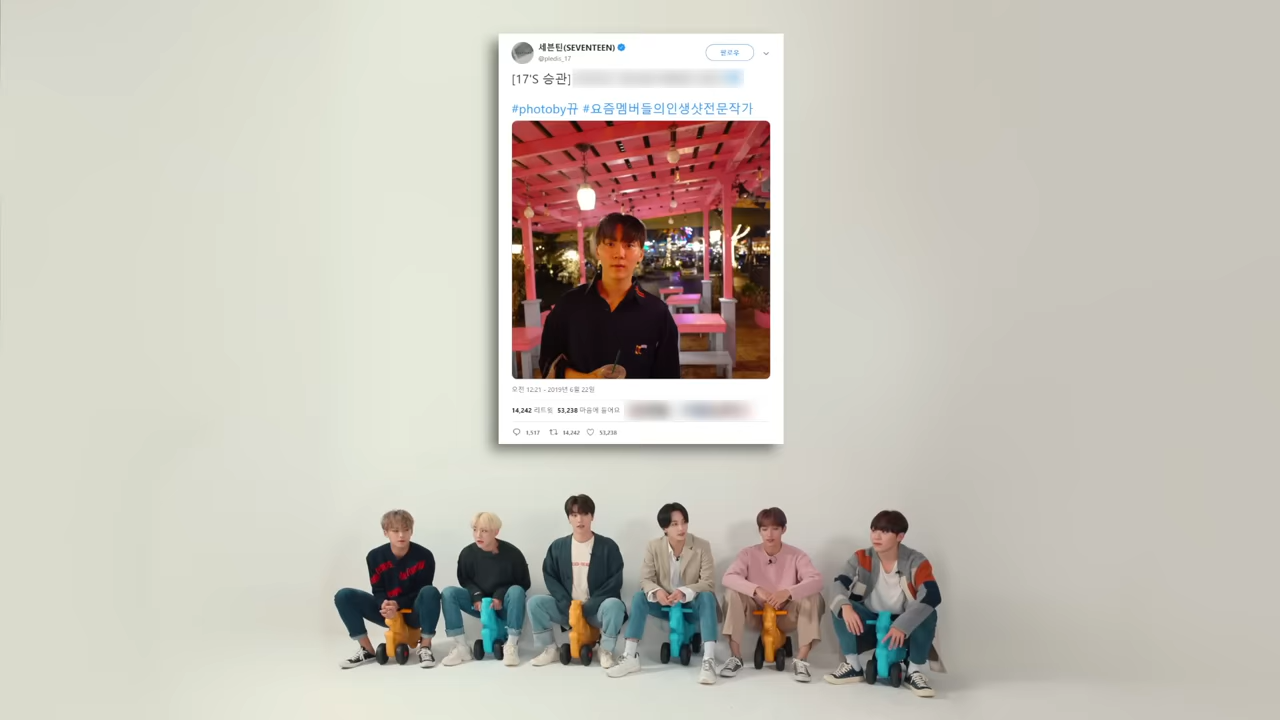 세븐틴(SEVENTEEN)
@pledis_17
팔로우
[17'S 승관]
#photoby뀨 #요즘멤버들의인생샷전문작가
오전 12:21 - 2019년 6월 22일
14,242 리트윗 53,238 마음에 들어요
1,517 14,242 53,238